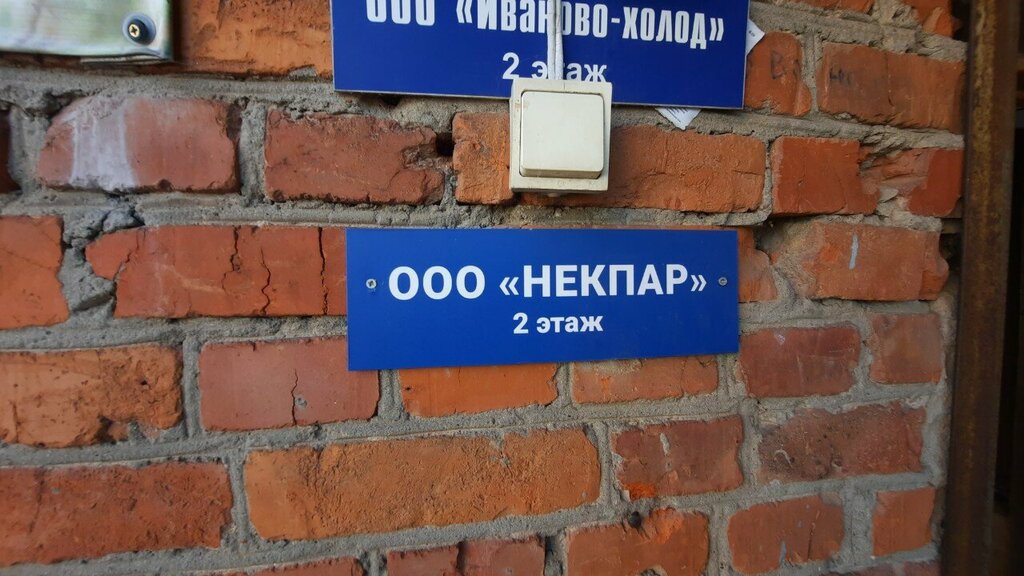 ООО «Иваново-холод»
2 этаж
ООО «НЕКПАР»
2 этаж